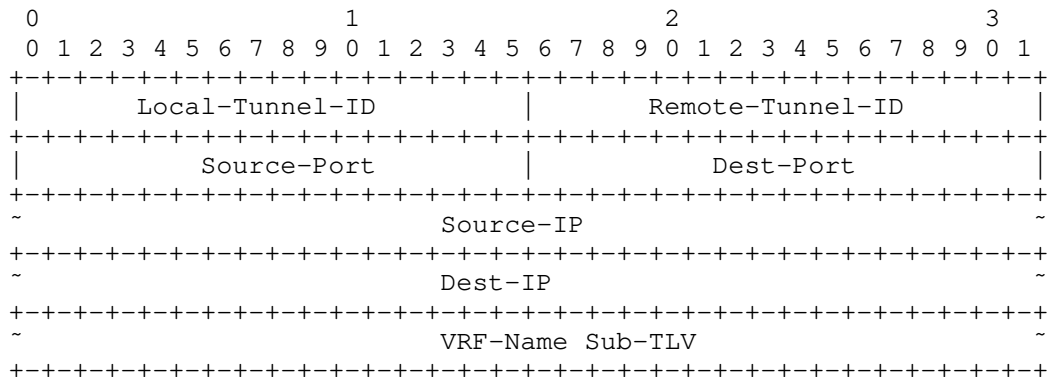 0                   1                   2                   3
 0 1 2 3 4 5 6 7 8 9 0 1 2 3 4 5 6 7 8 9 0 1 2 3 4 5 6 7 8 9 0 1
+-+-+-+-+-+-+-+-+-+-+-+-+-+-+-+-+-+-+-+-+-+-+-+-+-+-+-+-+-+-+-+-+
|       Local-Tunnel-ID         |       Remote-Tunnel-ID        |
+-+-+-+-+-+-+-+-+-+-+-+-+-+-+-+-+-+-+-+-+-+-+-+-+-+-+-+-+-+-+-+-+
|           Source-Port         |           Dest-Port           |
+-+-+-+-+-+-+-+-+-+-+-+-+-+-+-+-+-+-+-+-+-+-+-+-+-+-+-+-+-+-+-+-+
~                          Source-IP                            ~
+-+-+-+-+-+-+-+-+-+-+-+-+-+-+-+-+-+-+-+-+-+-+-+-+-+-+-+-+-+-+-+-+
~                          Dest-IP                              ~
+-+-+-+-+-+-+-+-+-+-+-+-+-+-+-+-+-+-+-+-+-+-+-+-+-+-+-+-+-+-+-+-+
~                          VRF-Name Sub-TLV                     ~
+-+-+-+-+-+-+-+-+-+-+-+-+-+-+-+-+-+-+-+-+-+-+-+-+-+-+-+-+-+-+-+-+